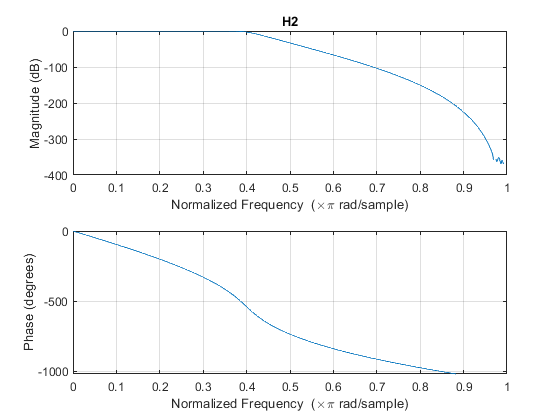 H2
Magnitude (dB)
0
-100
-200
-300
-400
0 0.1 0.2 0.3 0.4 0.5 0.6 0.7 0.8 0.9 1
Normalized Frequency (×π rad/sample)
Phase (degrees)
0
-500
-1000
0 0.1 0.2 0.3 0.4 0.5 0.6 0.7 0.8 0.9 1
Normalized Frequency (×π rad/sample)